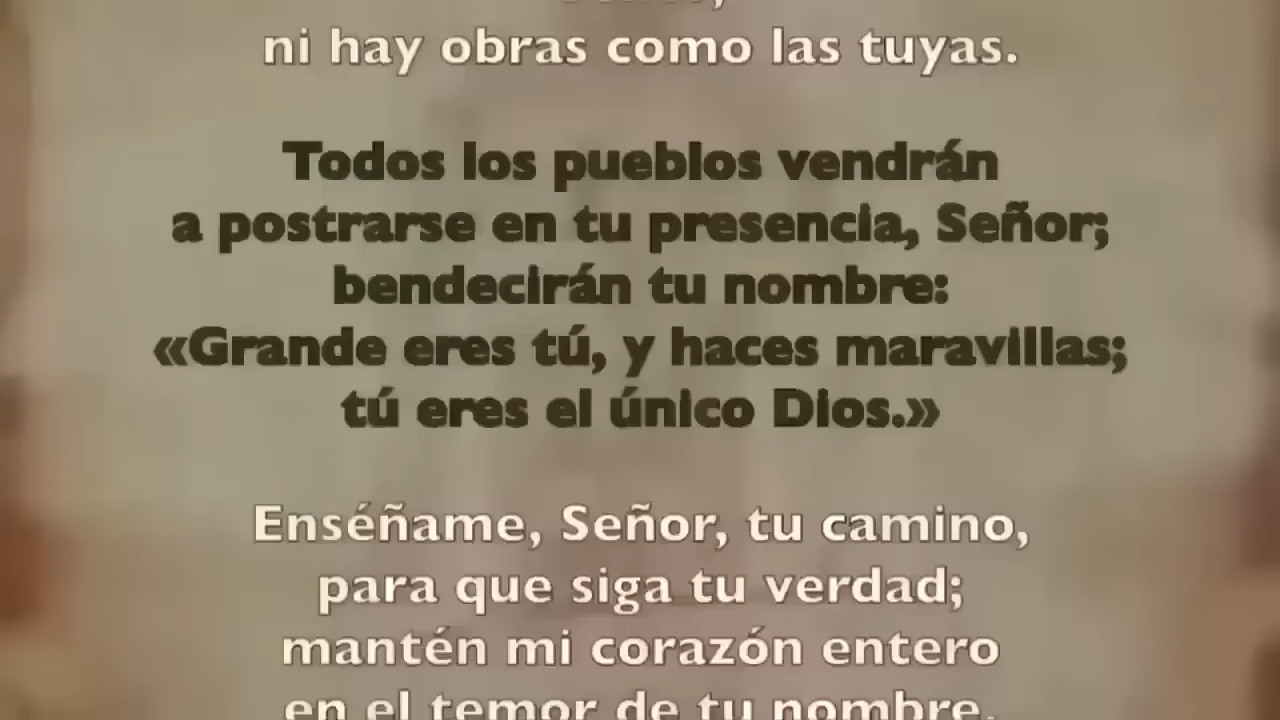 ni hay obras como las tuyas.
Todos los pueblos vendrán
a postrarse en tu presencia, Señor;
bendecirán tu nombre:
«Grande eres tú, y haces maravillas;
tú eres el único Dios.»
Enséñame, Señor, tu camino,
para que siga tu verdad;
mantén mi corazón entero
en el temor de tu nombre.